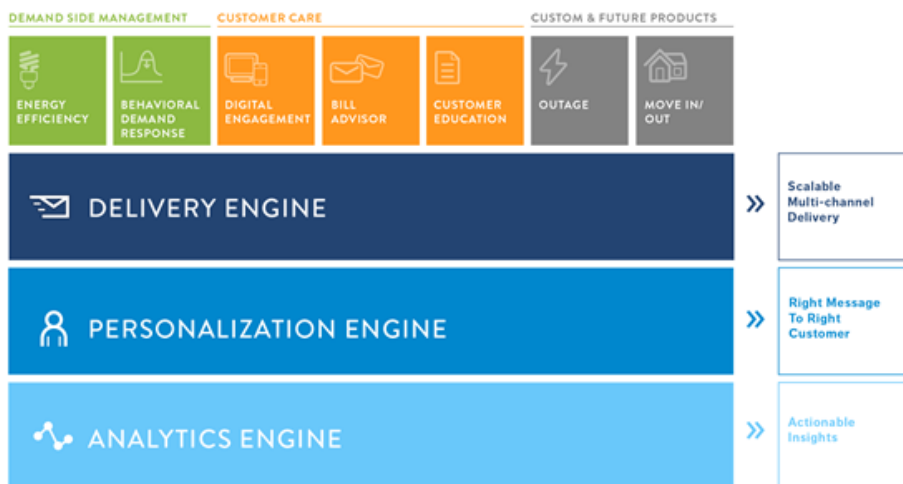 DEMAND SIDE MANAGEMENT
CUSTOMER CARE
CUSTOM & FUTURE PRODUCTS
ENERGY
EFFICIENCY
BEHAVIORAL
DEMAND
RESPONSE
DIGITAL
ENGAGEMENT
BILL
ADVISOR
CUSTOMER
EDUCATION
OUTAGE
MOVE IN/
OUT
DELIVERY ENGINE
Scalable
Multi-channel
Delivery
PERSONALIZATION ENGINE
Right Message
To Right
Customer
ANALYTICS ENGINE
Actionable
Insights